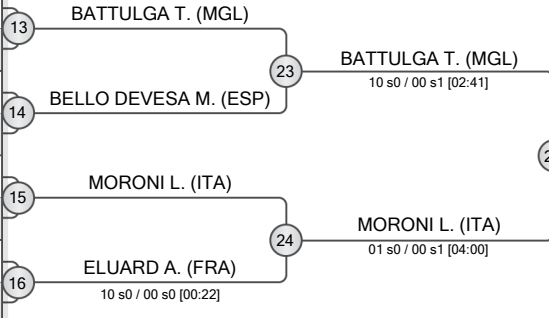 13
BATTULGA T. (MGL)
23
BATTULGA T. (MGL)
10 s0 / 00 s1 [02:41]
14
BELLO DEVESA M. (ESP)
15
MORONI L. (ITA)
24
MORONI L. (ITA)
01 s0 / 00 s1 [04:00]
16
ELUARD A. (FRA)
10 s0 / 00 s0 [00:22]